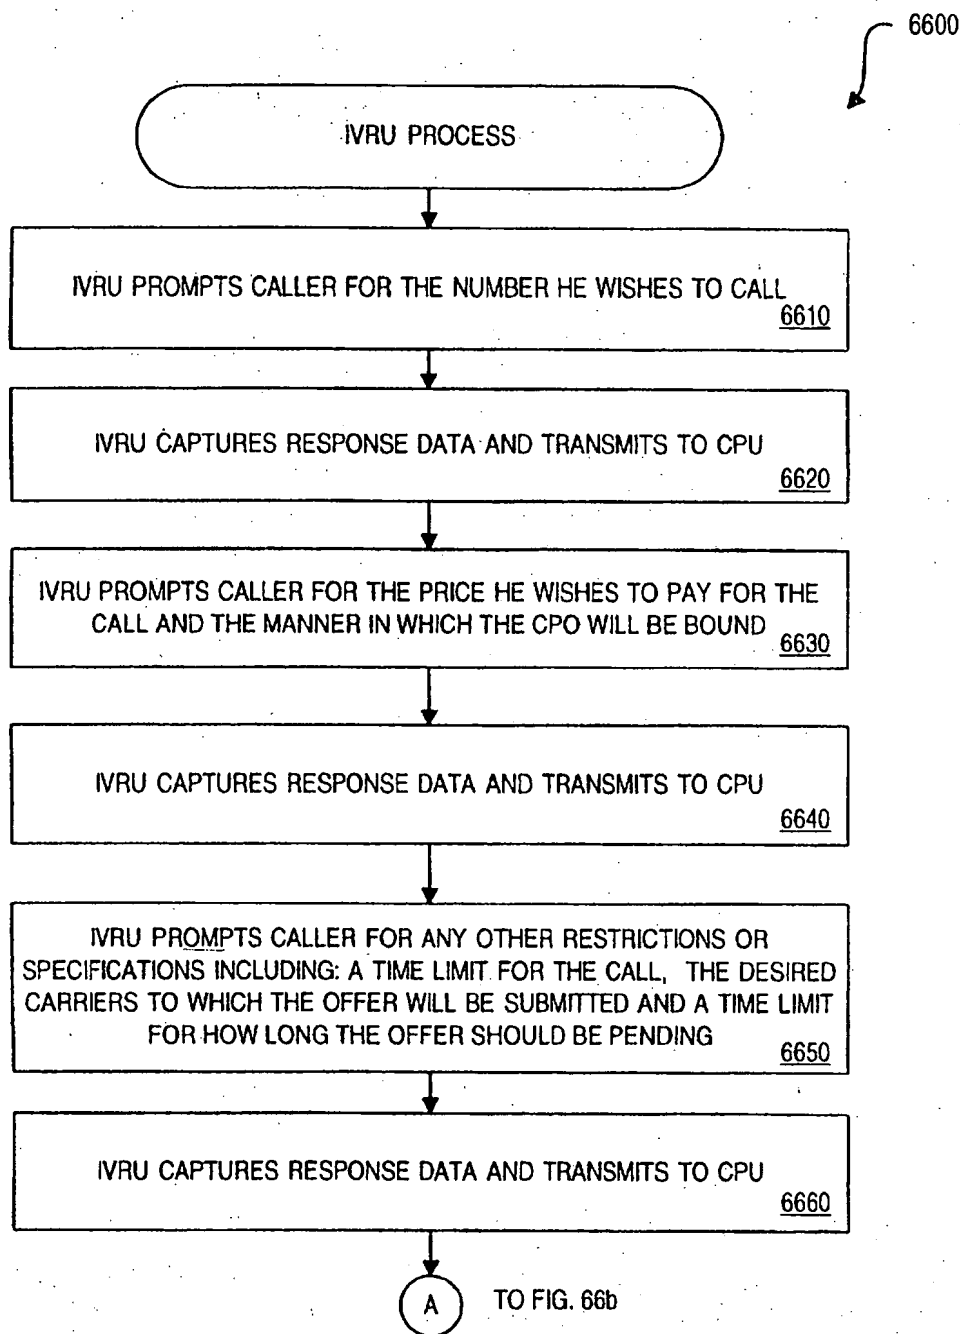 6600
IVRU PROCESS
IVRU PROMPTS CALLER FOR THE NUMBER HE WISHES TO CALL
6610
IVRU CAPTURES RESPONSE DATA AND TRANSMITS TO CPU
6620
IVRU PROMPTS CALLER FOR THE PRICE HE WISHES TO PAY FOR THE
CALL AND THE MANNER IN WHICH THE CPO WILL BE BOUND
6630
IVRU CAPTURES RESPONSE DATA AND TRANSMITS TO CPU
6640
IVRU PROMPTS CALLER FOR ANY OTHER RESTRICTIONS OR
SPECIFICATIONS INCLUDING: A TIME LIMIT FOR THE CALL, THE DESIRED
CARRIERS TO WHICH THE OFFER WILL BE SUBMITTED AND A TIME LIMIT
FOR HOW LONG THE OFFER SHOULD BE PENDING
6650
IVRU CAPTURES RESPONSE DATA AND TRANSMITS TO CPU
6660
A TO FIG. 66b